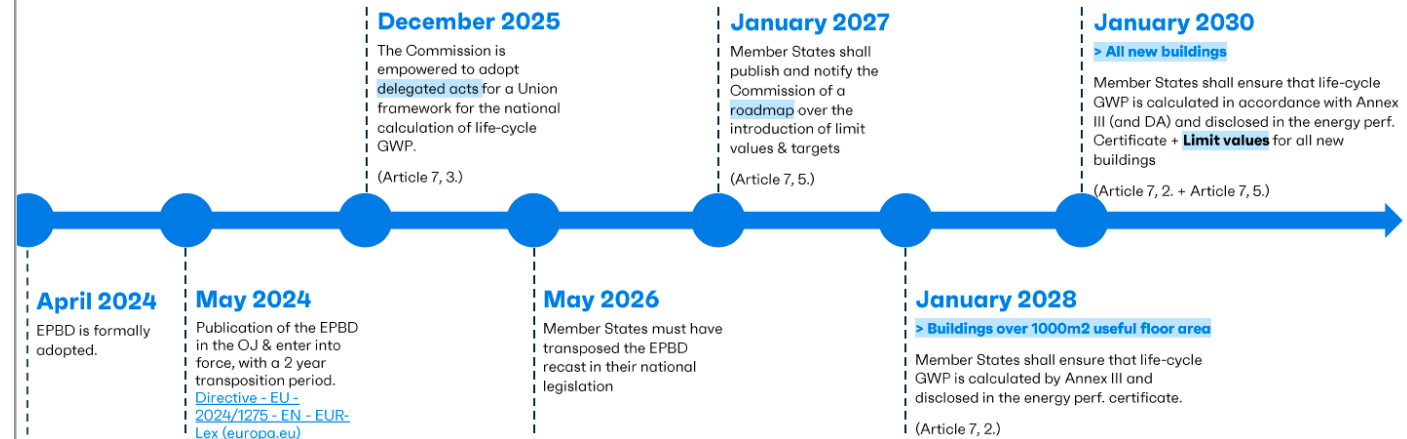 December 2025
The Commission is
empowered to adopt
delegated acts for a Union
framework for the national
calculation of life-cycle
GWP.
(Article 7, 3.)
January 2027
Member States shall
publish and notify the
Commission of a
roadmap over the
introduction of limit
values & targets
(Article 7, 5.)
January 2030
> All new buildings
Member States shall ensure that life-cycle
GWP is calculated in accordance with Annex
III (and DA) and disclosed in the energy perf.
Certificate + Limit values for all new
buildings
(Article 7, 2. + Article 7, 5.)
April 2024
EPBD is formally
adopted.
May 2024
Publication of the EPBD
in the OJ & enter into
force, with a 2 year
transposition period.
Directive - EU -
2024/1275 - EN - EUR-
Lex (europa.eu)
May 2026
Member States must have
transposed the EPBD
recast in their national
legislation
January 2028
> Buildings over 1000m2 useful floor area
Member States shall ensure that life-cycle
GWP is calculated by Annex III and
disclosed in the energy perf. certificate.
(Article 7, 2.)